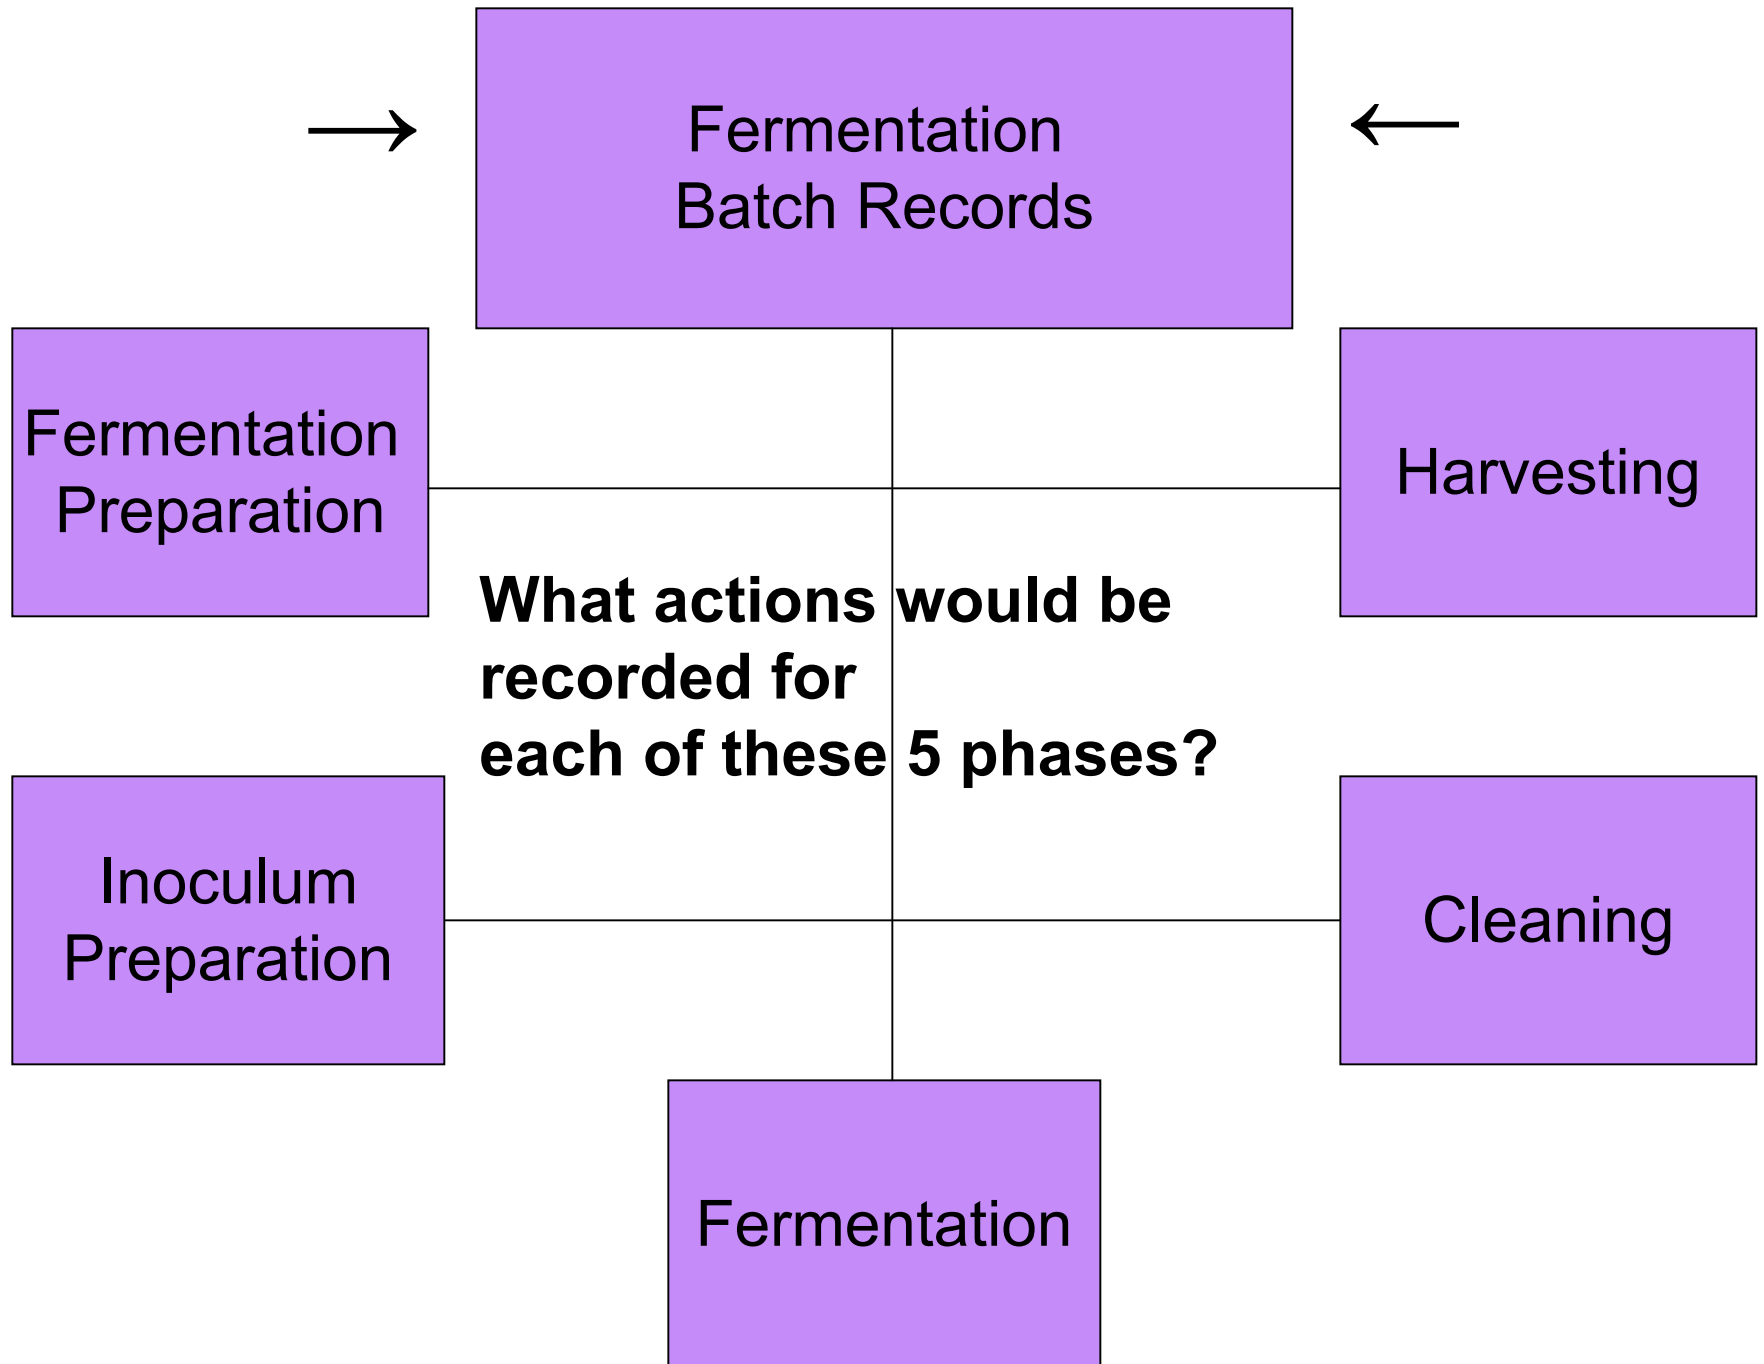 →
←
Fermentation
Batch Records
Fermentation
Preparation
Harvesting
What actions would be
recorded for
each of these 5 phases?
Inoculum
Preparation
Cleaning
Fermentation